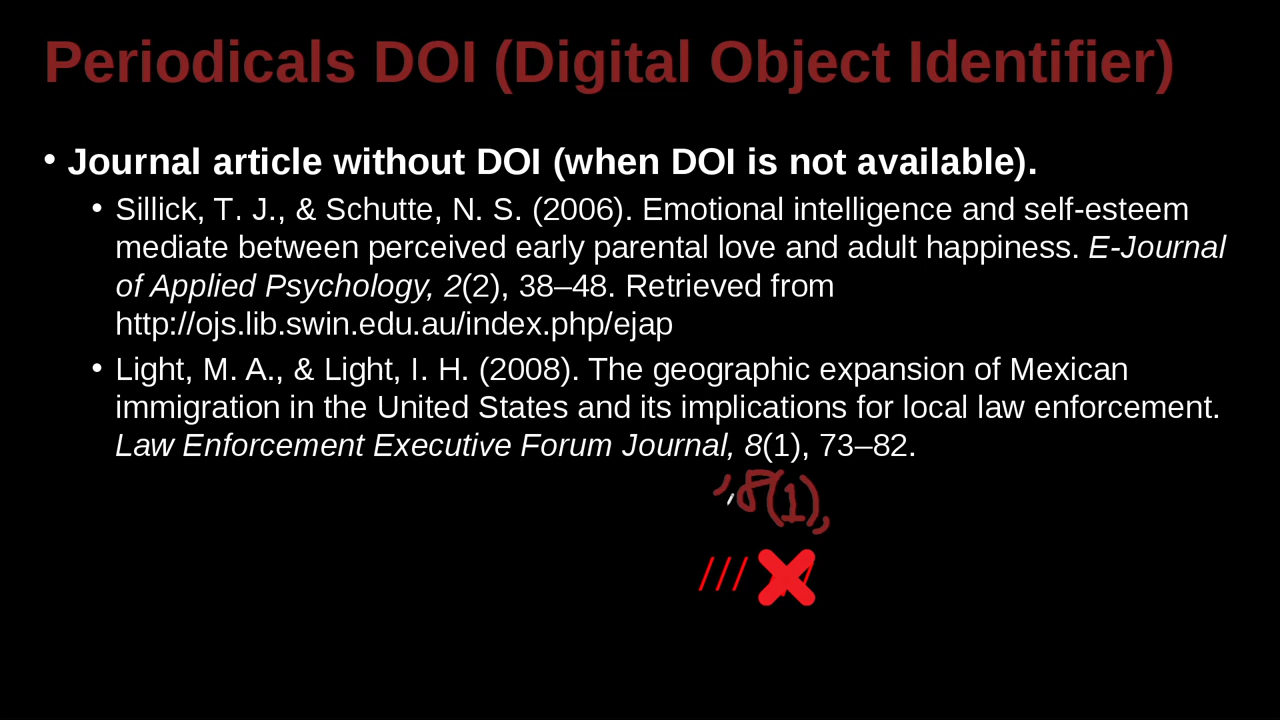 Periodicals DOI (Digital Object Identifier)
• Journal article without DOI (when DOI is not available).
• Sillick, T. J., & Schutte, N. S. (2006). Emotional intelligence and self-esteem
mediate between perceived early parental love and adult happiness. E-Journal
of Applied Psychology, 2(2), 38–48. Retrieved from
http://ojs.lib.swin.edu.au/index.php/ejap
• Light, M. A., & Light, I. H. (2008). The geographic expansion of Mexican
immigration in the United States and its implications for local law enforcement.
Law Enforcement Executive Forum Journal, 8(1), 73–82.
,8(1),
///